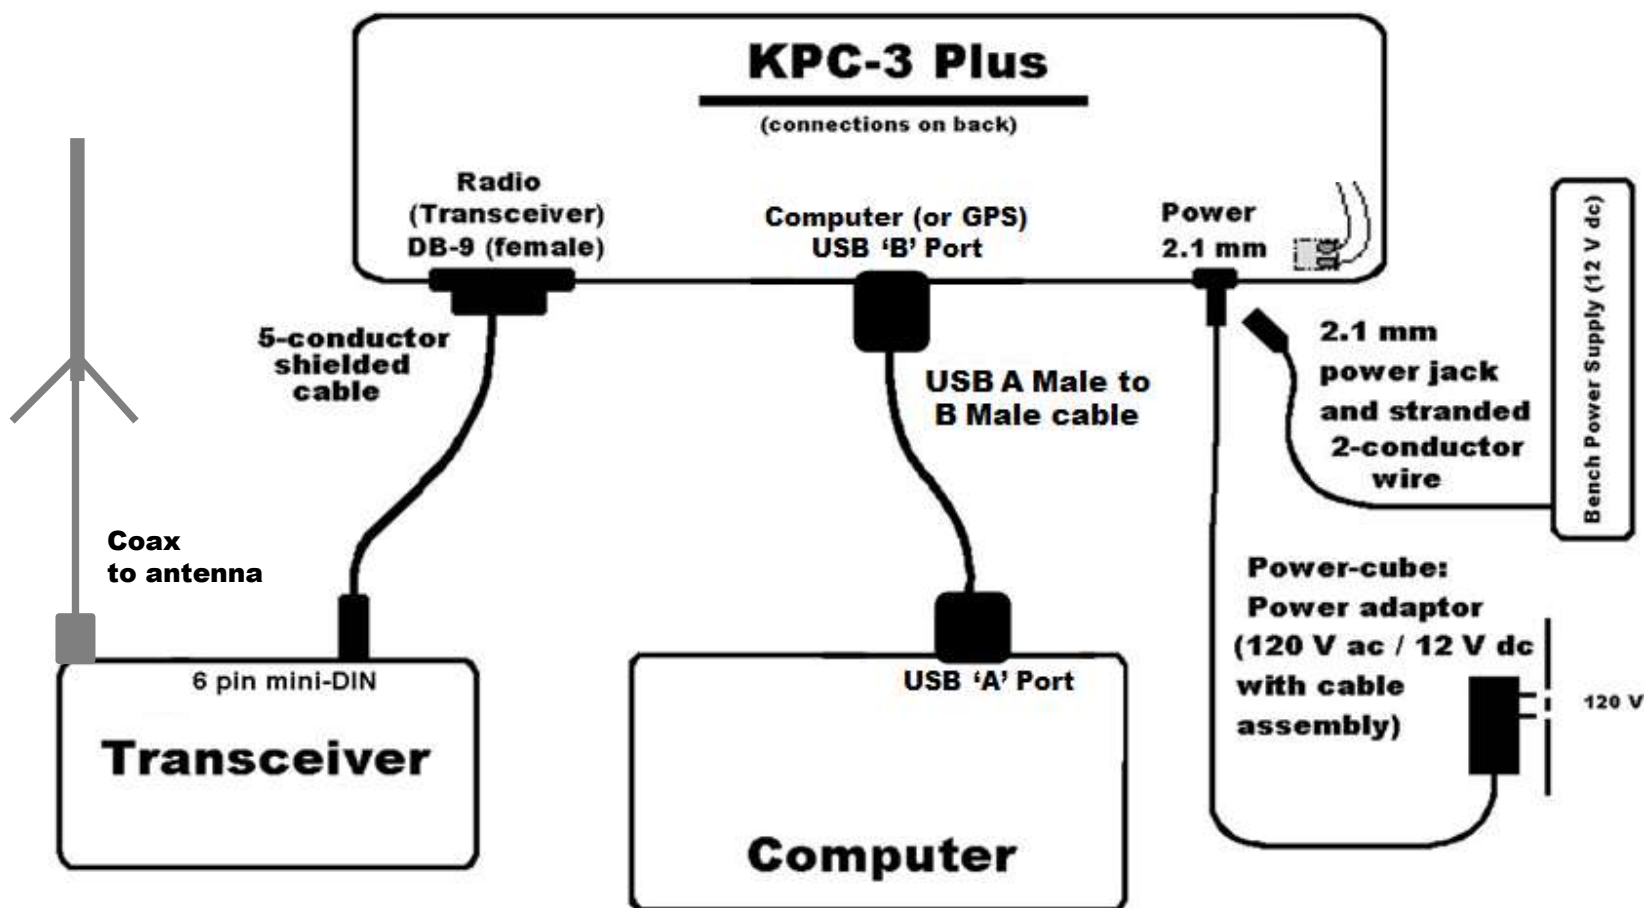 KPC-3 Plus
(connections on back)
Radio
(Transceiver)
DB-9 (female)
Computer (or GPS)
USB ‘B’ Port
Power
2.1 mm
5-conductor
shielded
cable
USB A Male to
B Male cable
2.1 mm
power jack
and stranded
2-conductor
wire
Bench Power Supply (12 V dc)
Coax
to antenna
Power-cube:
Power adaptor
(120 V ac / 12 V dc
with cable
assembly)
120 V
6 pin mini-DIN
Transceiver
USB ‘A’ Port
Computer